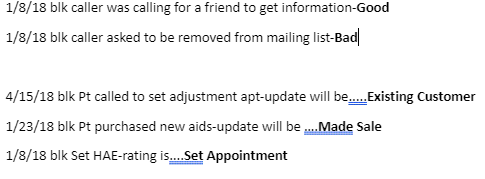 1/8/18 blk caller was calling for a friend to get information-Good
1/8/18 blk caller asked to be removed from mailing list-Bad
4/15/18 blk Pt called to set adjustment apt-update will be.....Existing Customer
1/23/18 blk Pt purchased new aids-update will be ....Made Sale
1/8/18 blk Set HAE-rating is....Set Appointment